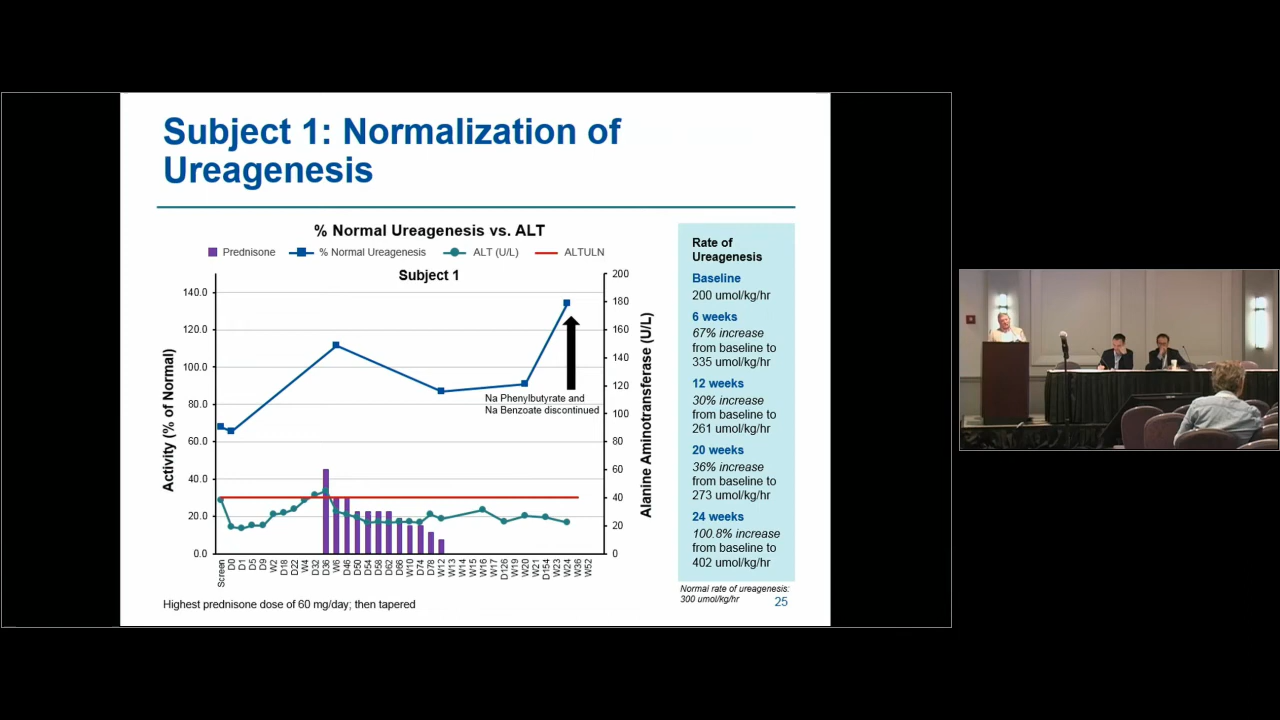 Subject 1: Normalization of
Ureagenesis
% Normal Ureagenesis vs. ALT
Prednisone
% Normal Ureagenesis
ALT (U/L)
ALTULN
Subject 1
Activity (% of Normal)
140.0
120.0
100.0
80.0
60.0
40.0
20.0
0.0
200
180
160
140
120
100
80
60
40
20
0
Alanine Aminotransferase (U/L)
Na Phenylbutyrate and
Na Benzoate discontinued
Screen
D0
D1
D5
D9
W2
D18
D22
W4
D32
D36
W6
D46
D50
D54
D58
D62
D66
W10
D74
D78
W12
W13
W14
W15
W16
W17
D126
W19
W20
W21
D154
W23
W24
W36
W52
Highest prednisone dose of 60 mg/day; then tapered
Rate of
Ureagenesis
Baseline
200 umol/kg/hr
6 weeks
67% increase
from baseline to
335 umol/kg/hr
12 weeks
30% increase
from baseline to
261 umol/kg/hr
20 weeks
36% increase
from baseline to
273 umol/kg/hr
24 weeks
100.8% increase
from baseline to
402 umol/kg/hr
Normal rate of ureagenesis:
300 umol/kg/hr
25